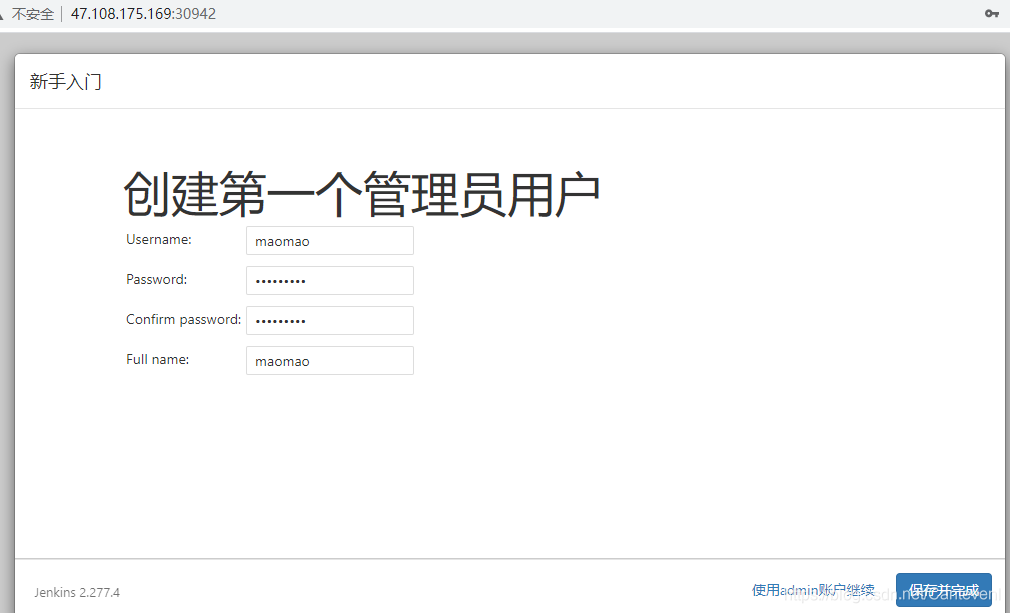 不安全 47.108.175.169:30942
新手入门
创建第一个管理员用户
Username: maomao
Password: •••••••••
Confirm password: •••••••••
Full name: maomao
Jenkins 2.277.4 使用admin账户继续 保存并完成
https://blog.csdn.net/Cantevenl